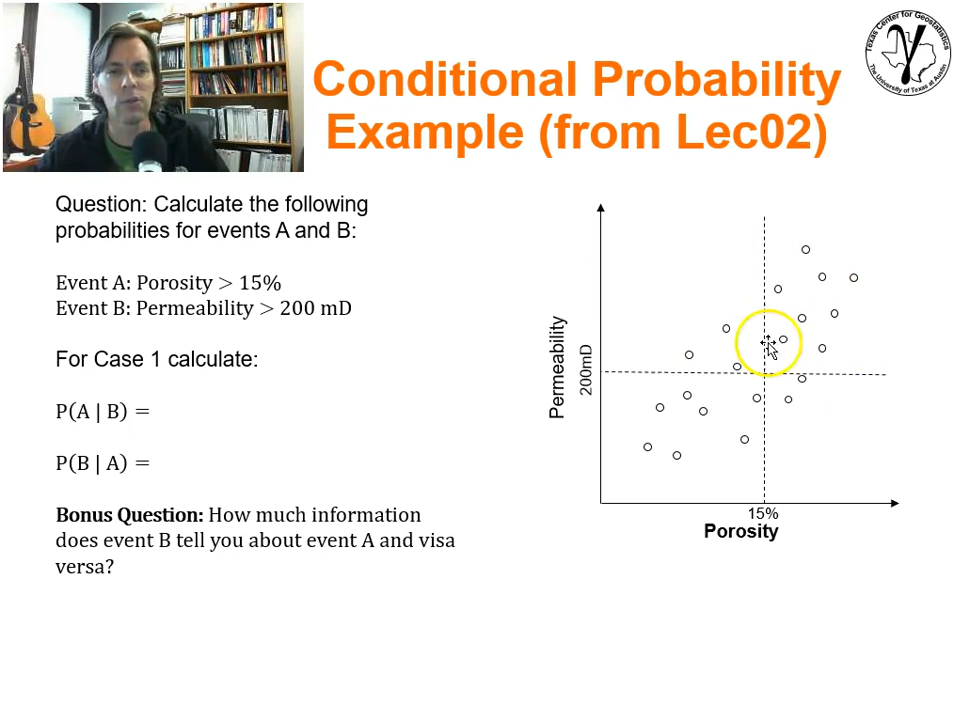 Conditional Probability
Example (from Lec02)
Texas Center for Geostatistics
The University of Texas at Austin
Question: Calculate the following
probabilities for events A and B:
Event A: Porosity > 15%
Event B: Permeability > 200 mD
For Case 1 calculate:
P(A | B) =
P(B | A) =
Bonus Question: How much information
does event B tell you about event A and visa
versa?
Permeability
200mD
15%
Porosity